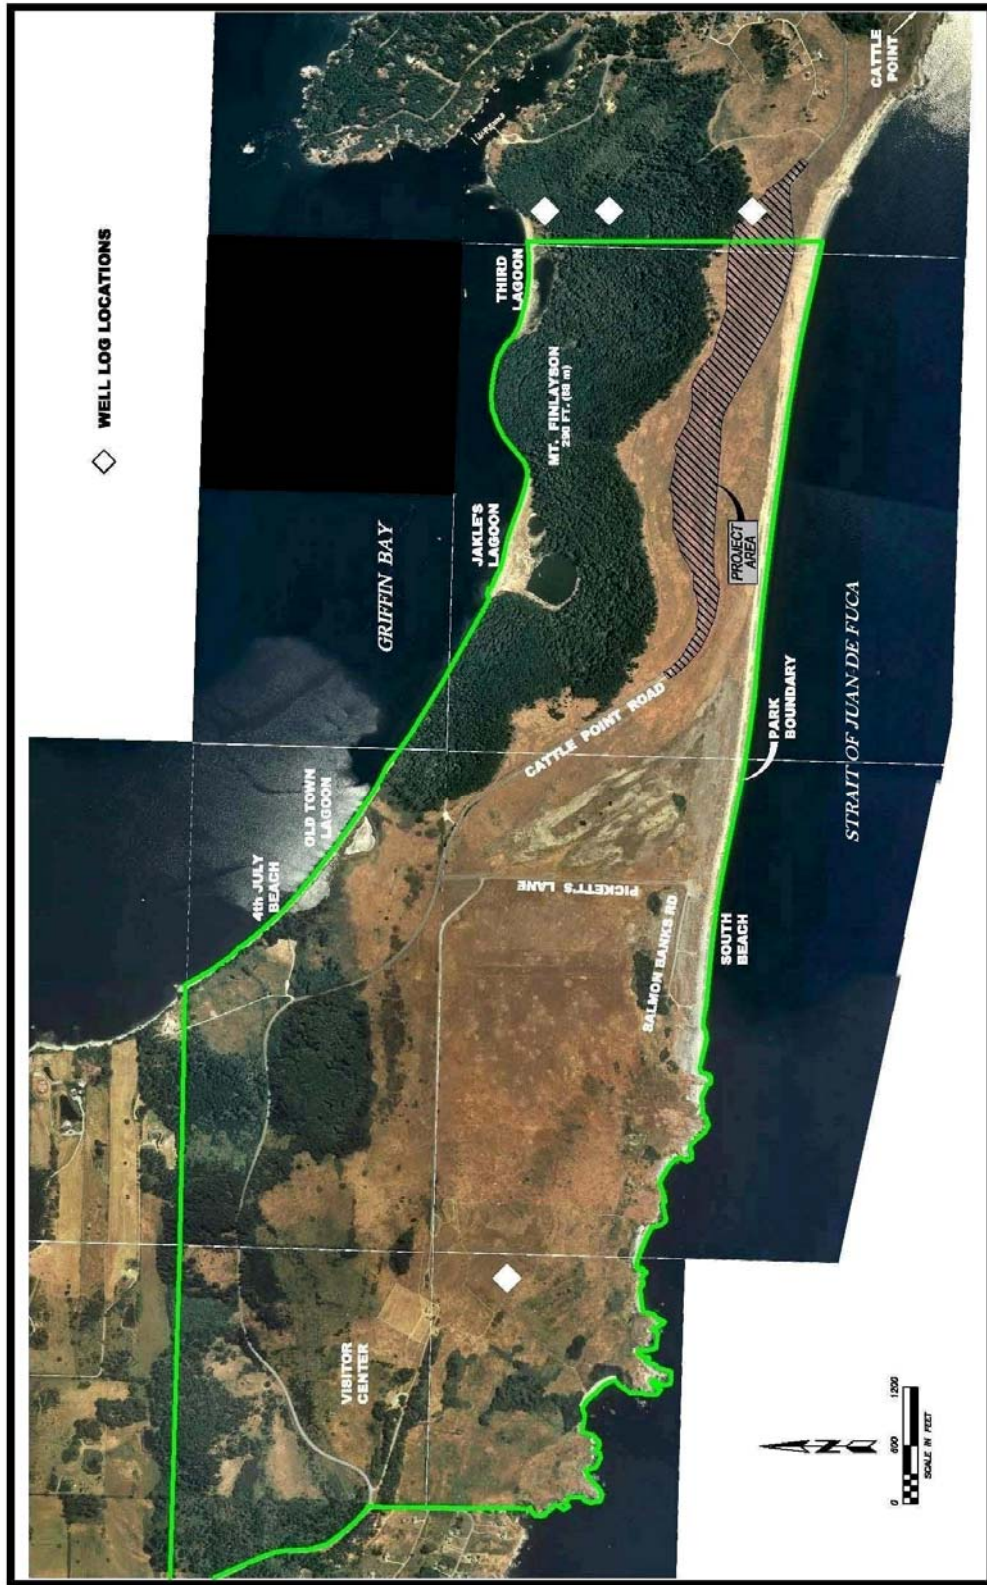 WELL LOG LOCATIONS
CATTLE
POINT
THIRD
LAGOON
MT. FINLAYSON
290 FT. (88 m)
JAKLE'S
LAGOON
GRIFFIN BAY
PROJECT
AREA
STRAIT OF JUAN DE FUCA
PARK
BOUNDARY
CATTLE POINT ROAD
OLD TOWN
LAGOON
4th JULY
BEACH
PICKETT'S LANE
SALMON BANKS RD
SOUTH
BEACH
VISITOR
CENTER
N
0 600 1200
SCALE IN FEET